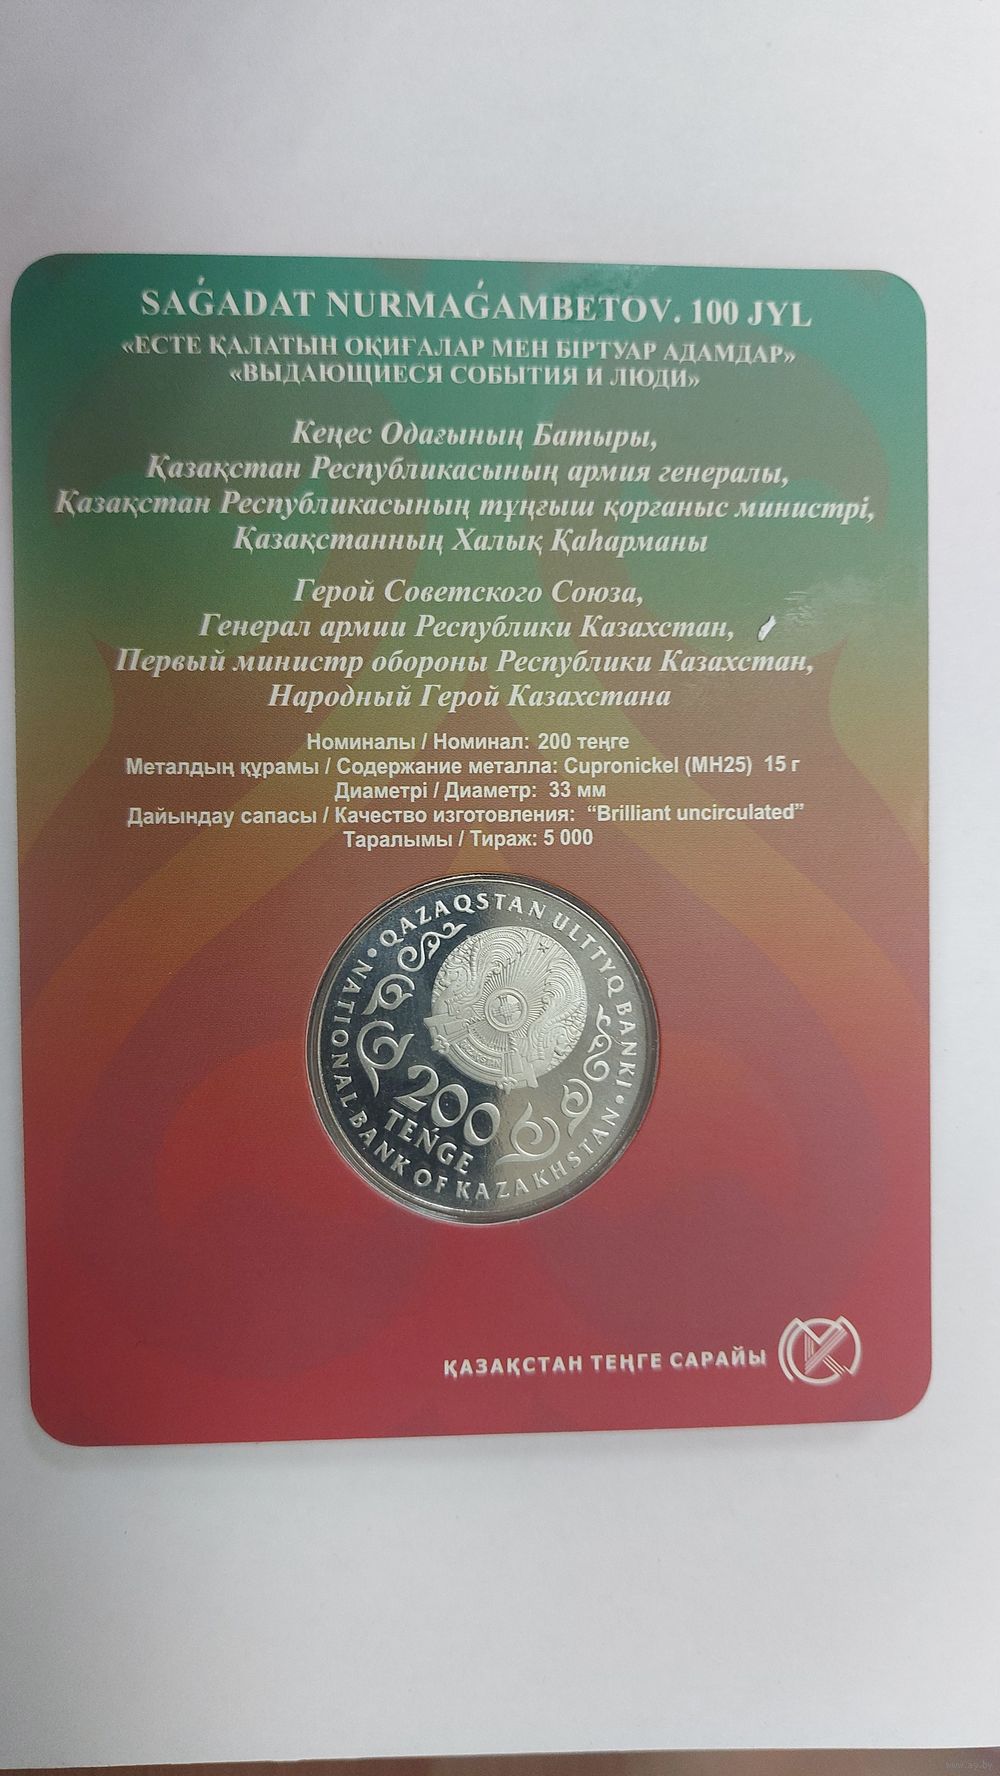 SAǴADAT NURMAǴAMBETOV. 100 JYL
«ЕСТЕ ҚАЛАТЫН ОҚИҒАЛАР МЕН БІРТУАР АДАМДАР»
«ВЫДАЮЩИЕСЯ СОБЫТИЯ И ЛЮДИ»
Кеңес Одағының Батыры,
Қазақстан Республикасының армия генералы,
Қазақстан Республикасының тұңғыш қорғаныс министрі,
Қазақстанның Халық Қаһарманы
Герой Советского Союза,
Генерал армии Республики Казахстан,
Первый министр обороны Республики Казахстан,
Народный Герой Казахстана
Номиналы / Номинал: 200 теңге
Металдың құрамы / Содержание металла: Cupronickel (МН25) 15 г
Диаметрі / Диаметр: 33 мм
Дайындау сапасы / Качество изготовления: “Brilliant uncirculated”
Таралымы / Тираж: 5 000
• QAZAQSTAN ULTTYQ BANKI •
NATIONAL BANK OF KAZAKHSTAN
QAZAQSTAN
200
TEŃGE
ҚАЗАҚСТАН ТЕҢГЕ САРАЙЫ
www.ay.by